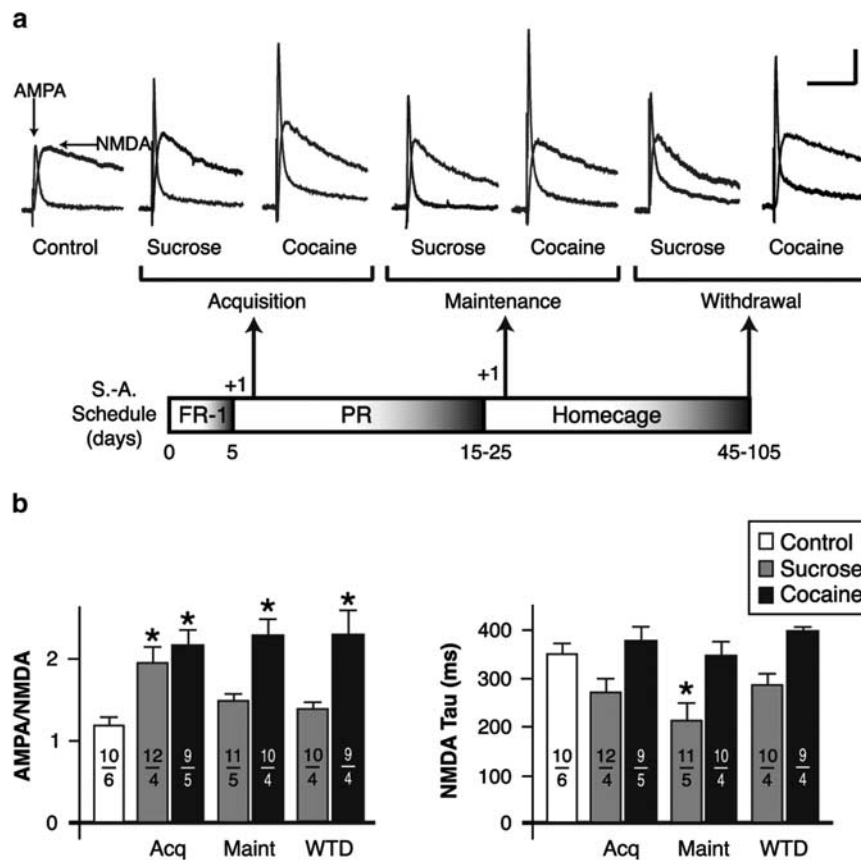 a
AMPA
NMDA
Control
Sucrose
Cocaine
Sucrose
Cocaine
Sucrose
Cocaine
Acquisition
Maintenance
Withdrawal
+1
+1
S.-A.
Schedule
(days)
FR-1
PR
Homecage
0
5
15-25
45-105
b
Control
Sucrose
Cocaine
AMPA/NMDA
2
1
0
*
*
*
*
10/6
12/4
9/5
11/5
10/4
10/4
9/4
Acq
Maint
WTD
NMDA Tau (ms)
400
300
200
100
0
*
10/6
12/4
9/5
11/5
10/4
10/4
9/4
Acq
Maint
WTD